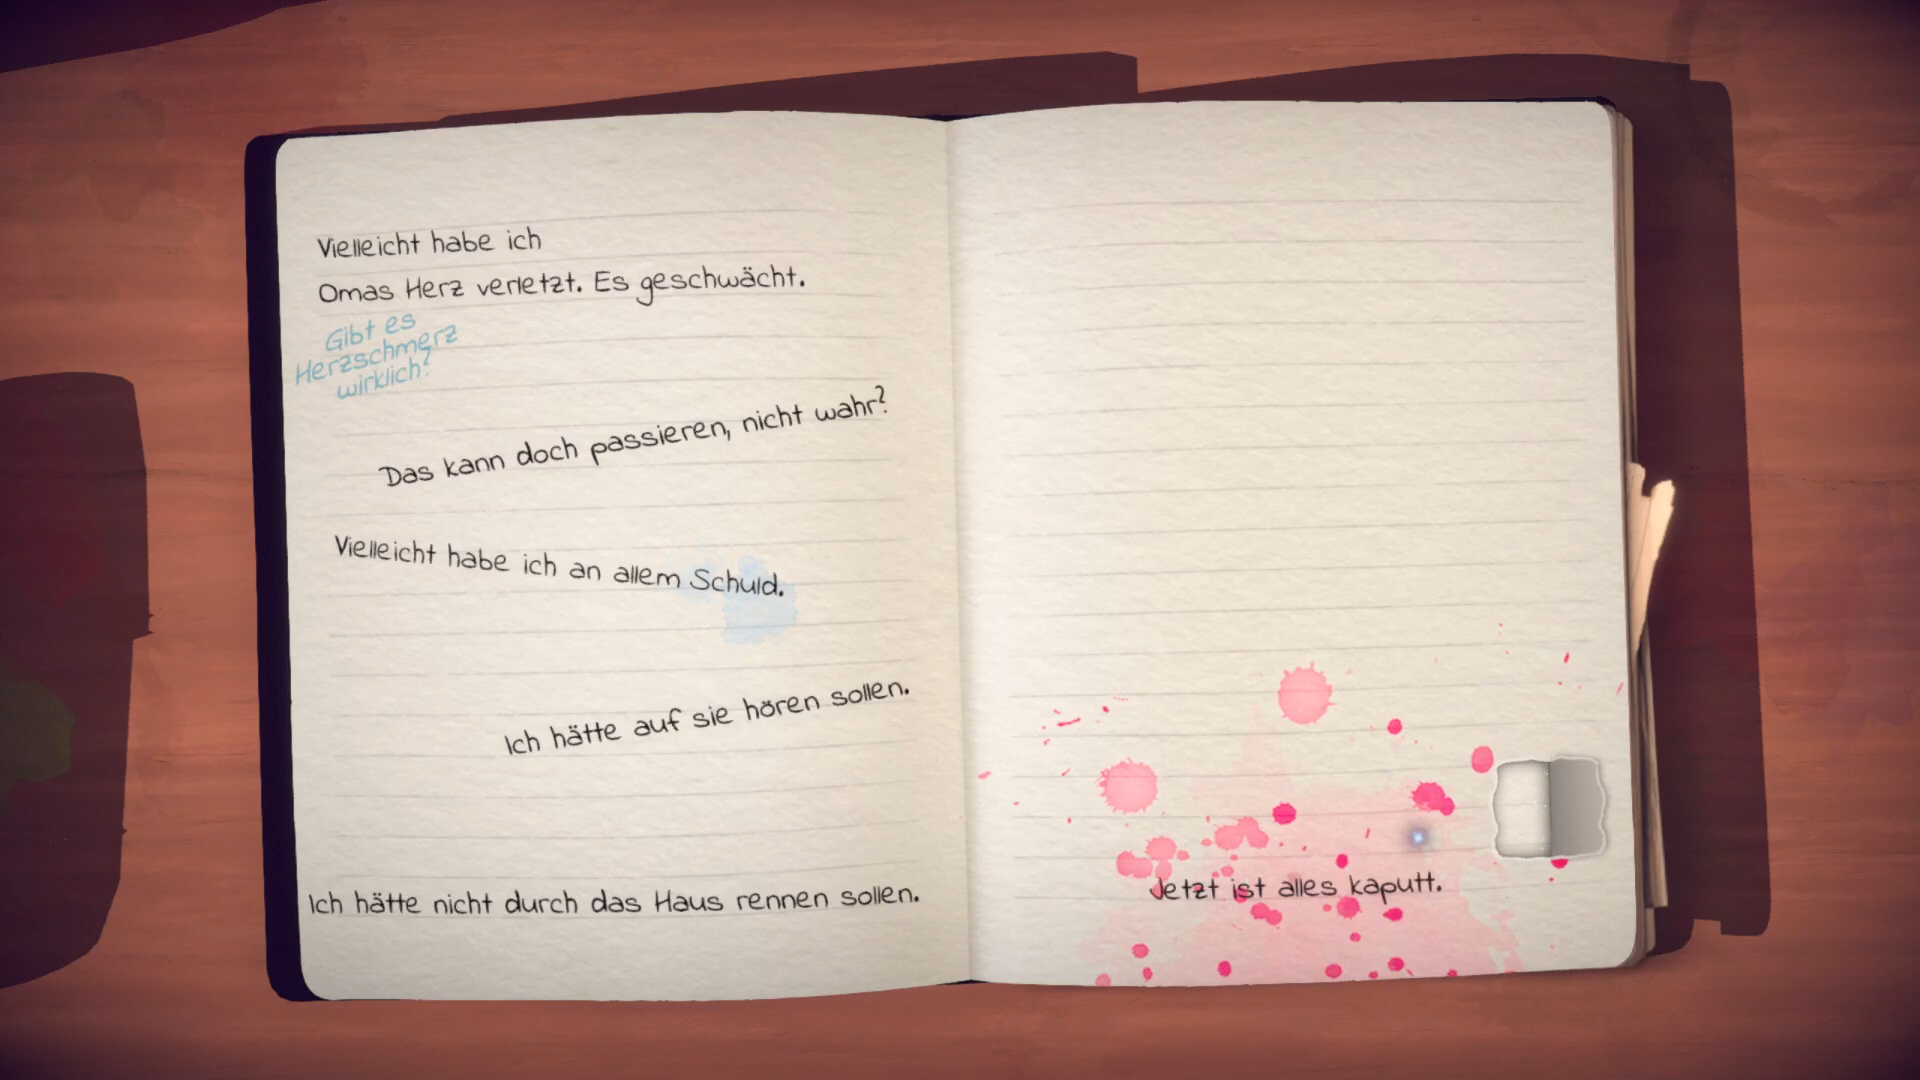 Vielleicht habe ich
Omas Herz verletzt. Es geschwächt.
Gibt es
Herzschmerz
wirklich?
Das kann doch passieren, nicht wahr?
Vielleicht habe ich an allem Schuld.
Ich hätte auf sie hören sollen.
Ich hätte nicht durch das Haus rennen sollen.
Jetzt ist alles kaputt.